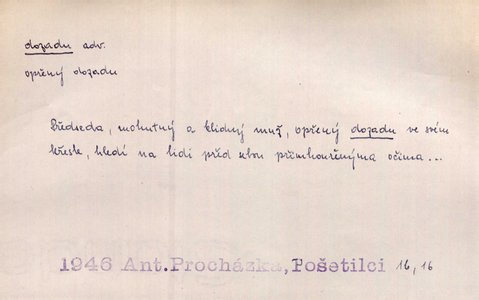 dozadu adv.
opřený dozadu
Předseda, mohutný a klidný muž, opřený dozadu ve svém
křesle, hledí na lidi před sebou přimhouřenýma očima...
1946 Ant.Procházka,Pošetilci 16,16